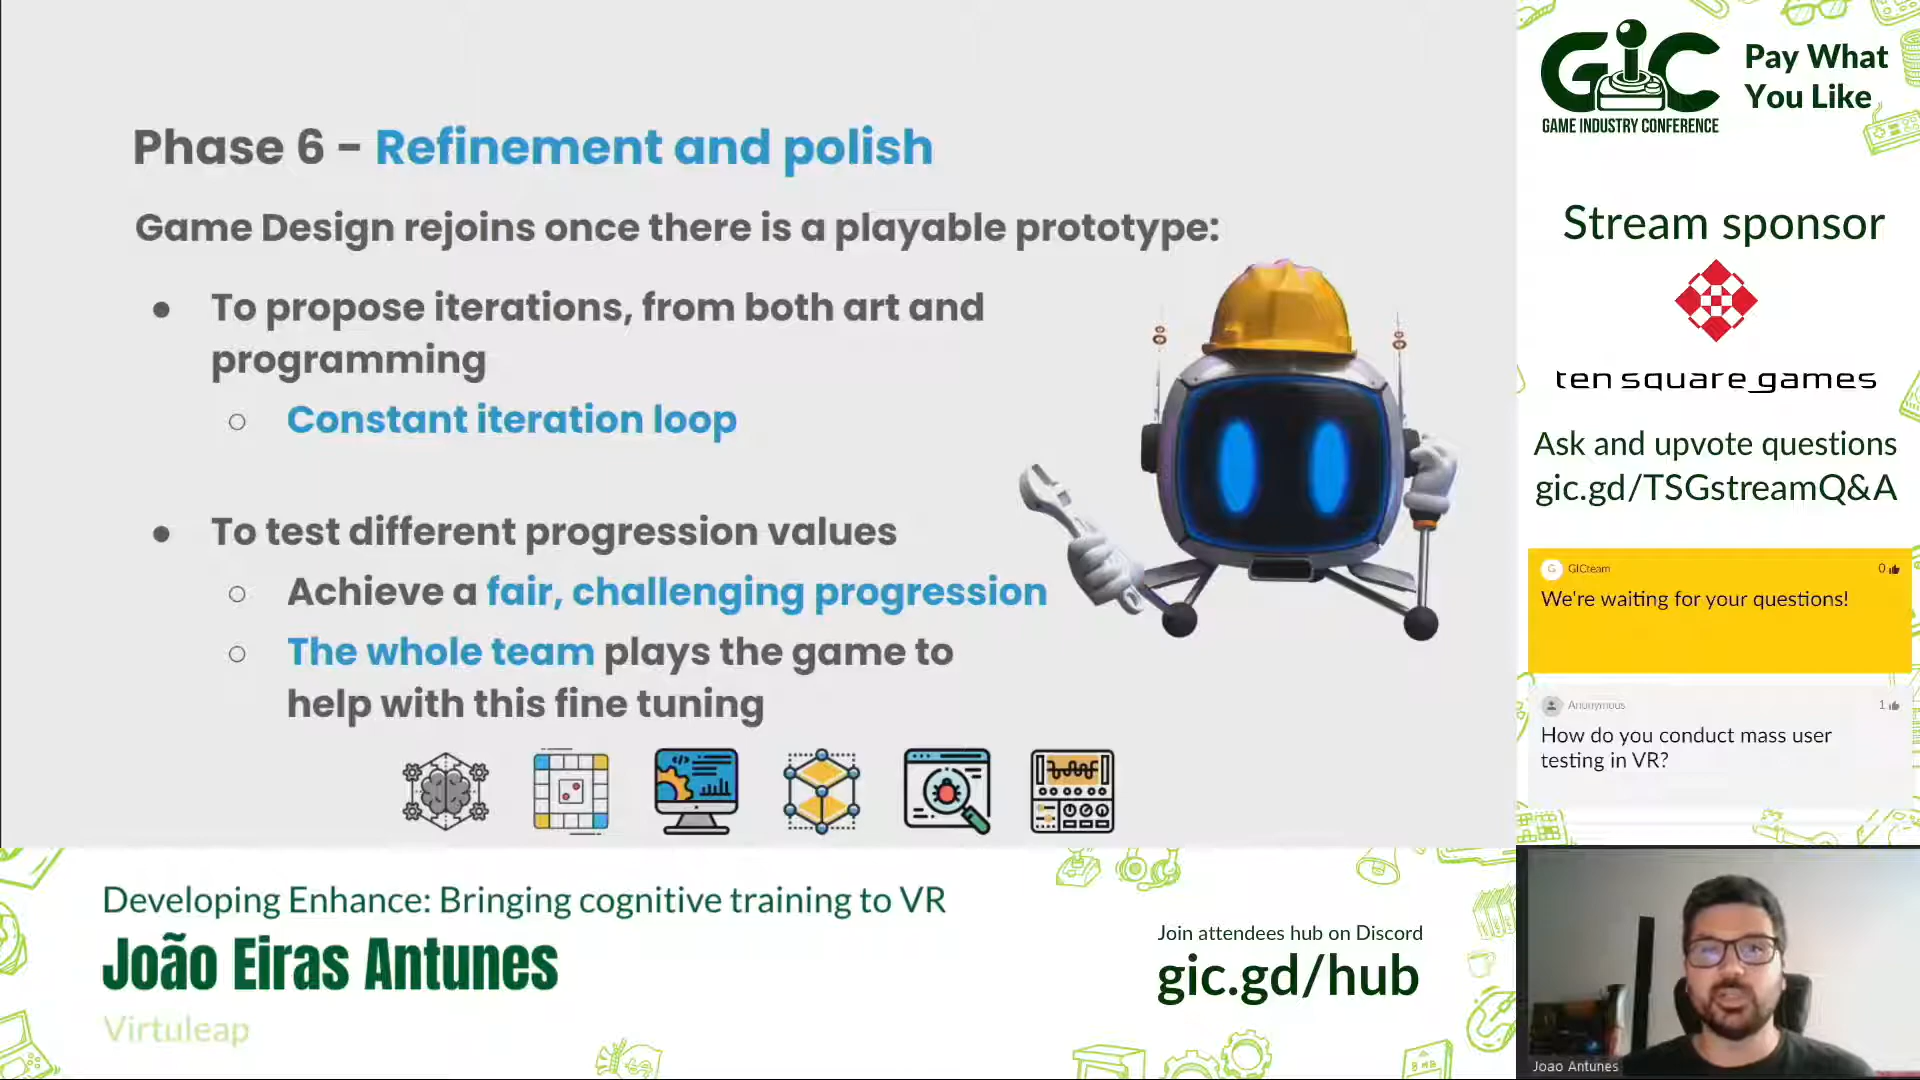 Phase 6 - Refinement and polish
Game Design rejoins once there is a playable prototype:
● To propose iterations, from both art and
programming
○ Constant iteration loop
● To test different progression values
○ Achieve a fair, challenging progression
○ The whole team plays the game to
help with this fine tuning
GIC
GAME INDUSTRY CONFERENCE
Pay What
You Like
Stream sponsor
ten square games
Ask and upvote questions
gic.gd/TSGstreamQ&A
G GICteam 0
We're waiting for your questions!
Anonymous 1
How do you conduct mass user
testing in VR?
Developing Enhance: Bringing cognitive training to VR
João Eiras Antunes
Virtuleap
Join attendees hub on Discord
gic.gd/hub
Joao Antunes